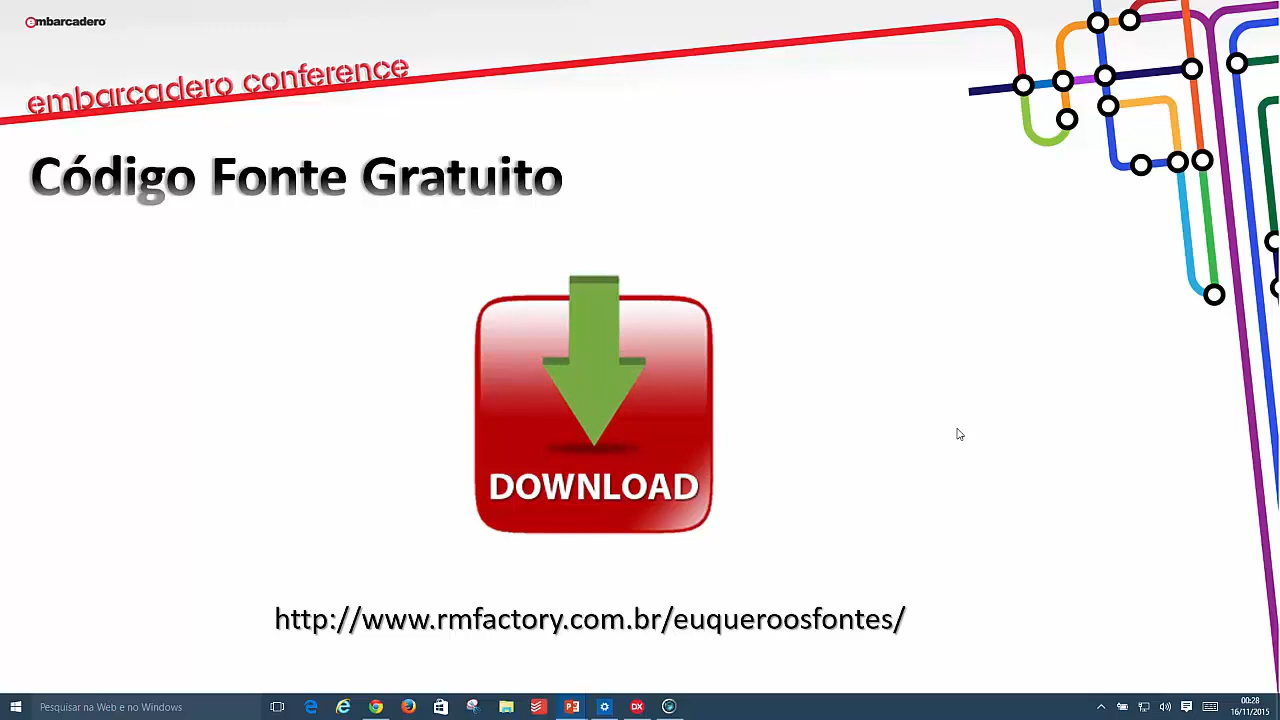 embarcadero
embarcadero conference
Código Fonte Gratuito
DOWNLOAD
http://www.rmfactory.com.br/euqueroosfontes/
Pesquisar na Web e no Windows
00:28
16/11/2015